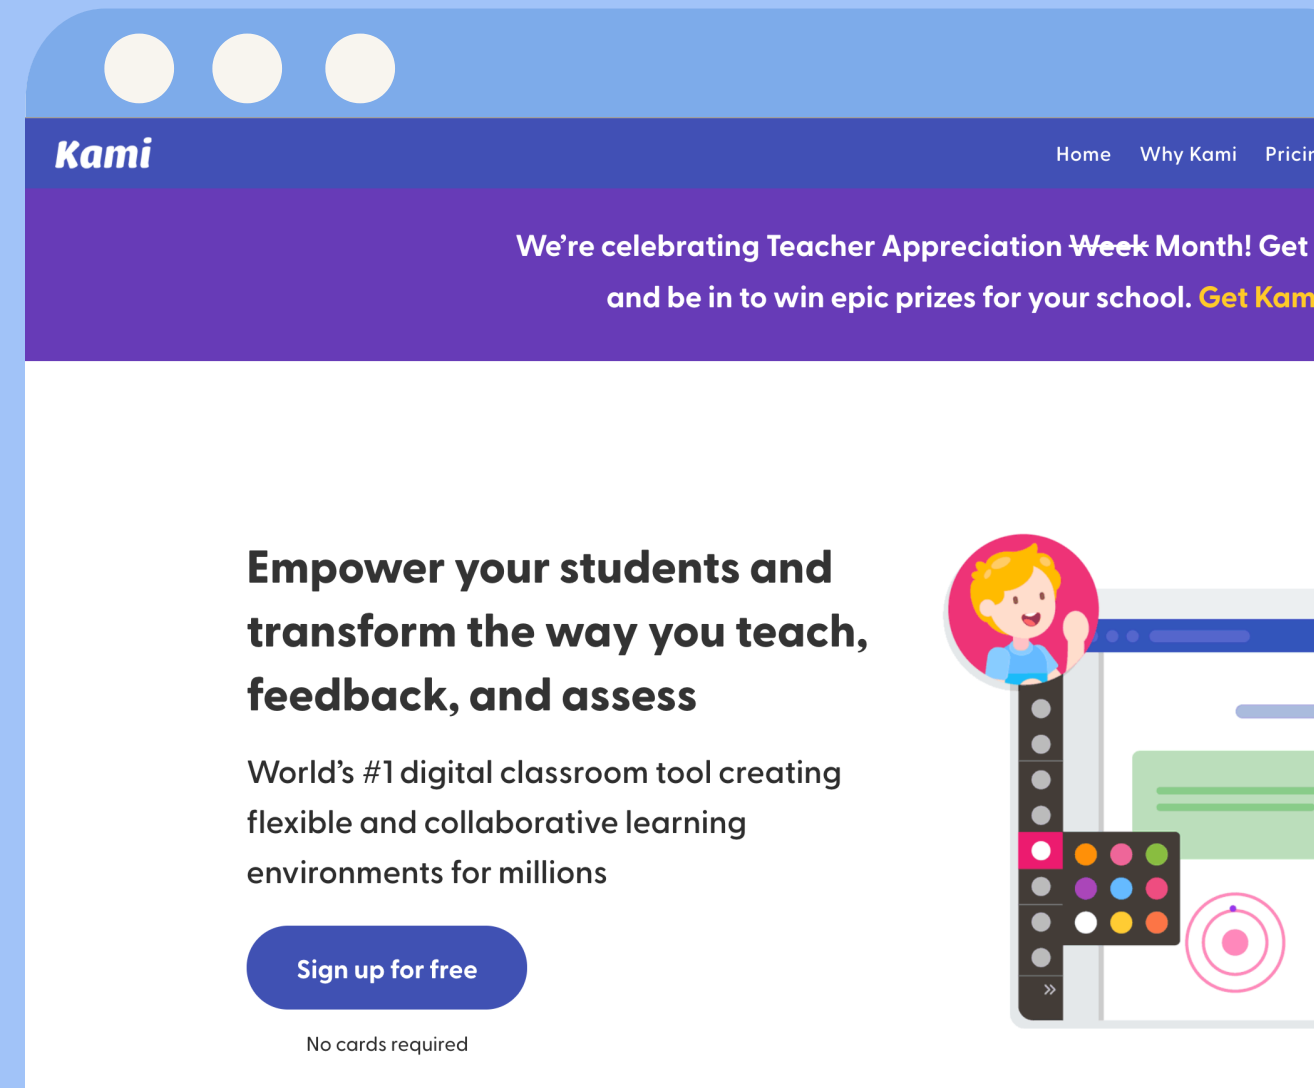 Kami
Home Why Kami
We're celebrating Teacher Appreciation Week Month! Get
and be in to win epic prizes for your school. Get
Empower your students and
transform the way you teach,
feedback, and assess
World's #1 digital classroom tool creating
flexible and collaborative learning
environments for millions
Sign up for free
No cards required